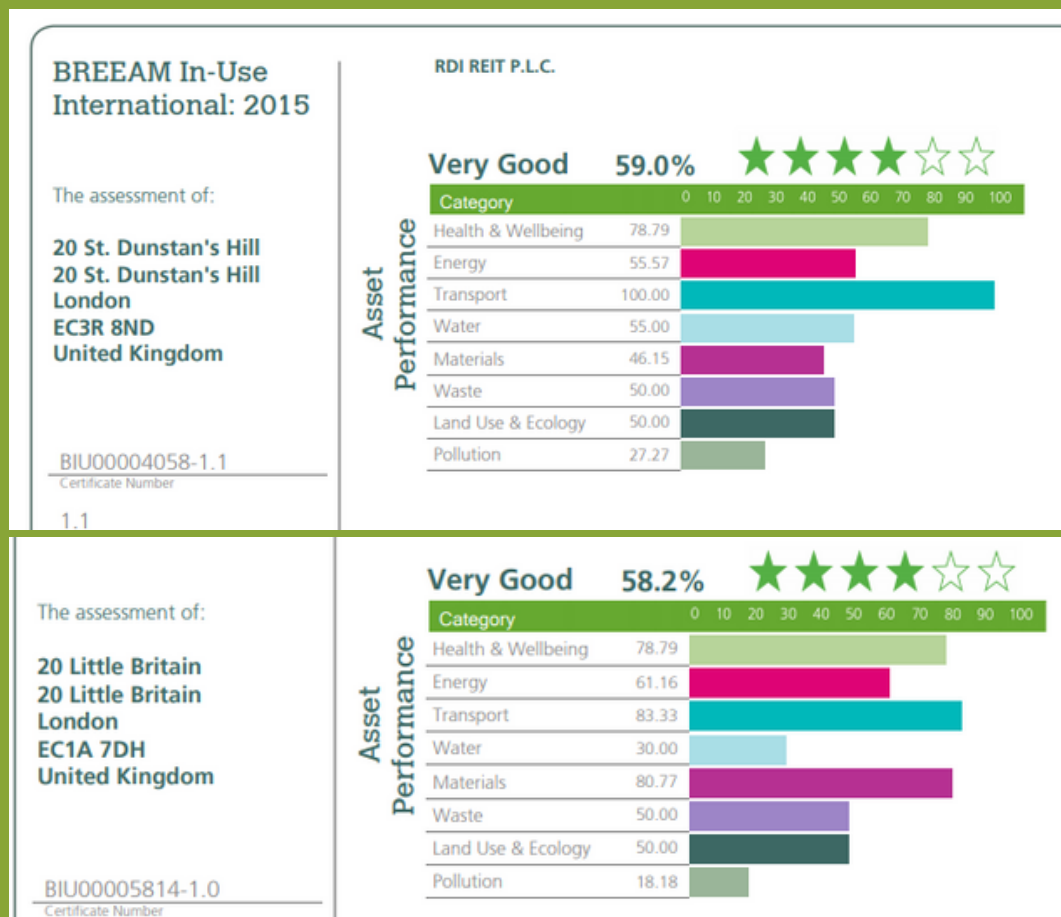 BREEAM In-Use
International: 2015
The assessment of:
20 St. Dunstan's Hill
20 St. Dunstan's Hill
London
EC3R 8ND
United Kingdom
BIU00004058-1.1
Certificate Number
1.1
RDI REIT P.L.C.
Very Good 59.0%
Asset
Performance
Category 0 10 20 30 40 50 60 70 80 90 100
Health & Wellbeing 78.79
Energy 55.57
Transport 100.00
Water 55.00
Materials 46.15
Waste 50.00
Land Use & Ecology 50.00
Pollution 27.27
The assessment of:
20 Little Britain
20 Little Britain
London
EC1A 7DH
United Kingdom
BIU00005814-1.0
Certificate Number
Very Good 58.2%
Asset
Performance
Category 0 10 20 30 40 50 60 70 80 90 100
Health & Wellbeing 78.79
Energy 61.16
Transport 83.33
Water 30.00
Materials 80.77
Waste 50.00
Land Use & Ecology 50.00
Pollution 18.18